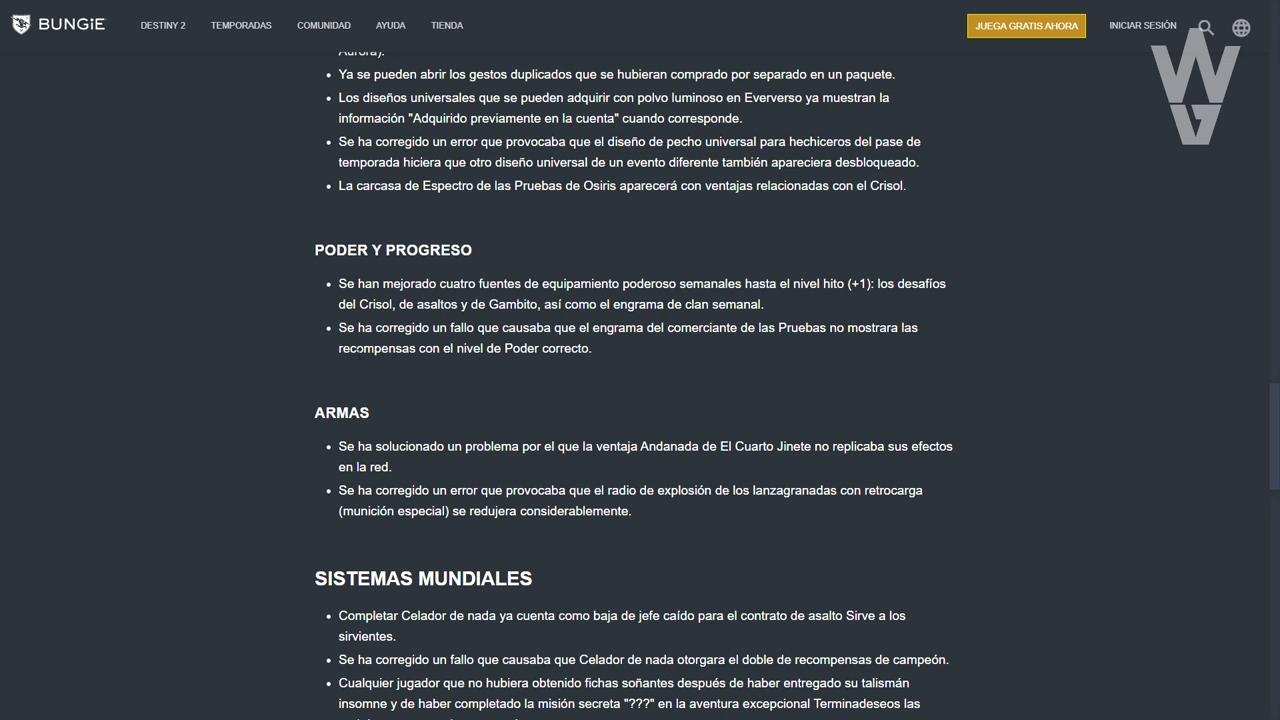 BUNGiE
DESTINY 2 TEMPORADAS COMUNIDAD AYUDA TIENDA
JUEGA GRATIS AHORA INICIAR SESIÓN
Aurora).
Ya se pueden abrir los gestos duplicados que se hubieran comprado por separado en un paquete.
Los diseños universales que se pueden adquirir con polvo luminoso en Eververso ya muestran la
información "Adquirido previamente en la cuenta" cuando corresponde.
Se ha corregido un error que provocaba que el diseño de pecho universal para hechiceros del pase de
temporada hiciera que otro diseño universal de un evento diferente también apareciera desbloqueado.
La carcasa de Espectro de las Pruebas de Osiris aparecerá con ventajas relacionadas con el Crisol.
PODER Y PROGRESO
Se han mejorado cuatro fuentes de equipamiento poderoso semanales hasta el nivel hito (+1): los desafíos
del Crisol, de asaltos y de Gambito, así como el engrama de clan semanal.
Se ha corregido un fallo que causaba que el engrama del comerciante de las Pruebas no mostrara las
recompensas con el nivel de Poder correcto.
ARMAS
Se ha solucionado un problema por el que la ventaja Andanada de El Cuarto Jinete no replicaba sus efectos
en la red.
Se ha corregido un error que provocaba que el radio de explosión de los lanzagranadas con retrocarga
(munición especial) se redujera considerablemente.
SISTEMAS MUNDIALES
Completar Celador de nada ya cuenta como baja de jefe caído para el contrato de asalto Sirve a los
sirvientes.
Se ha corregido un fallo que causaba que Celador de nada otorgara el doble de recompensas de campeón.
Cualquier jugador que no hubiera obtenido fichas soñantes después de haber entregado su talismán
insomne y de haber completado la misión secreta "???" en la aventura excepcional Terminadeseos las